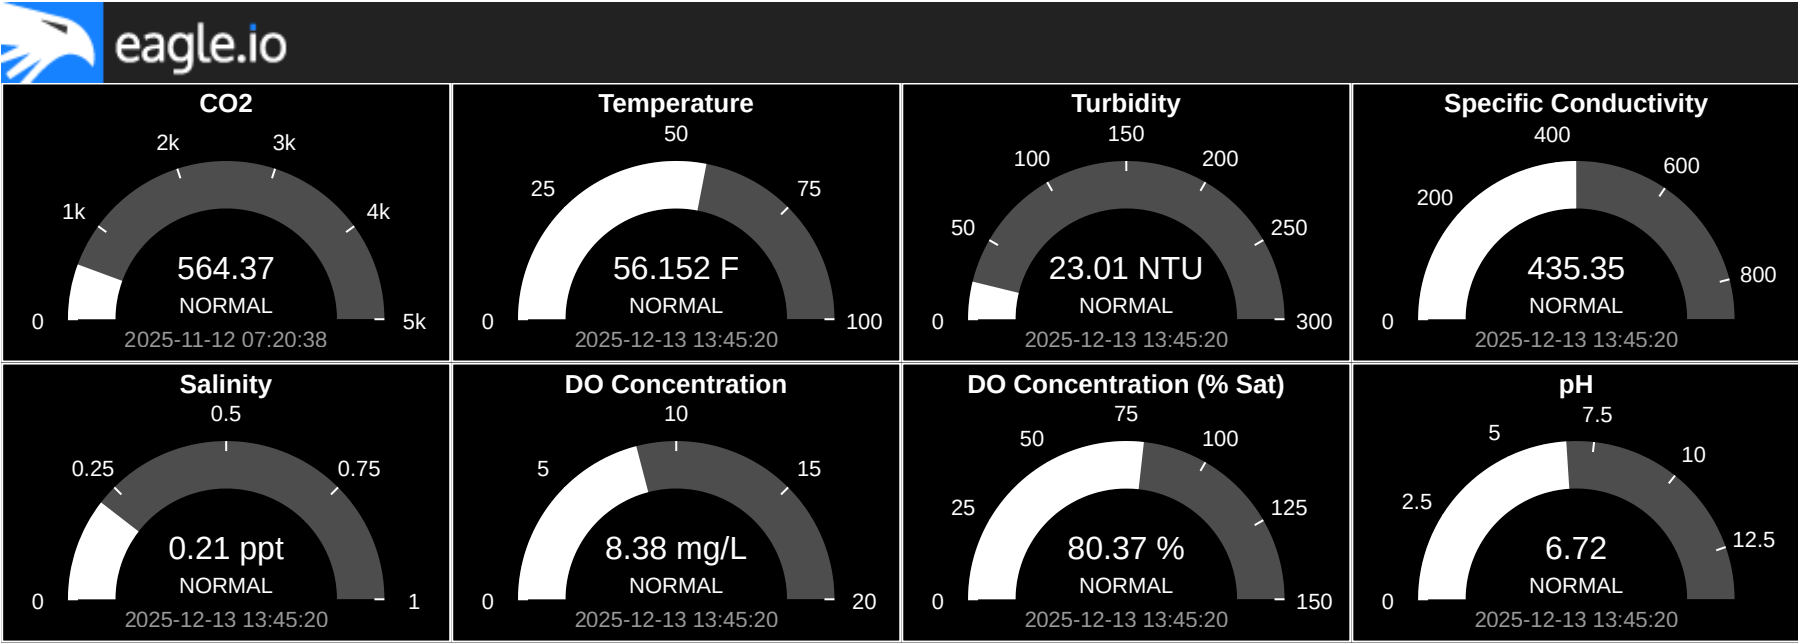 eagle.io
CO2
2k
3k
1k
4k
564.37
NORMAL
0
5k
2025-11-12 07:20:38
Temperature
50
25
75
56.152 F
NORMAL
0
100
2025-12-13 13:45:20
Turbidity
150
100
200
50
250
23.01 NTU
NORMAL
0
300
2025-12-13 13:45:20
Specific Conductivity
400
600
200
800
435.35
NORMAL
0
2025-12-13 13:45:20
Salinity
0.5
0.25
0.75
0.21 ppt
NORMAL
0
1
2025-12-13 13:45:20
DO Concentration
10
5
15
8.38 mg/L
NORMAL
0
20
2025-12-13 13:45:20
DO Concentration (% Sat)
75
50
100
25
125
80.37 %
NORMAL
0
150
2025-12-13 13:45:20
pH
7.5
5
10
2.5
12.5
6.72
NORMAL
0
2025-12-13 13:45:20